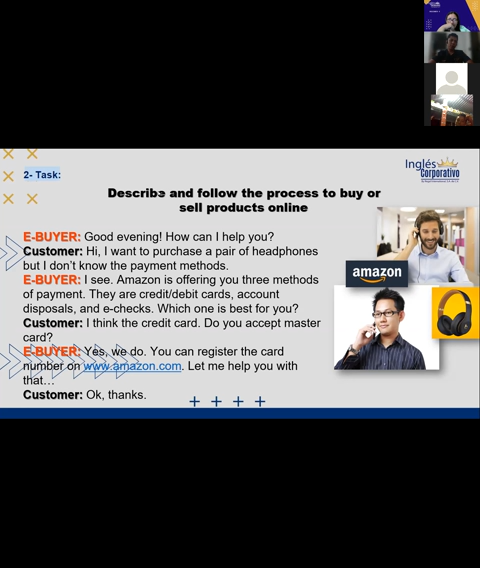 2- Task:
Inglés
Corporativo
Describe and follow the process to buy or
sell products online
E-BUYER: Good evening! How can I help you?
Customer: Hi, I want to purchase a pair of headphones
but I don't know the payment methods.
E-BUYER: I see. Amazon is offering you three methods
of payment. They are credit/debit cards, account
disposals, and e-checks. Which one is best for you?
Customer: I think the credit card. Do you accept master
card?
E-BUYER: Yes, we do. You can register the card
number on www.amazon.com. Let me help you with
that…
Customer: Ok, thanks.
amazon